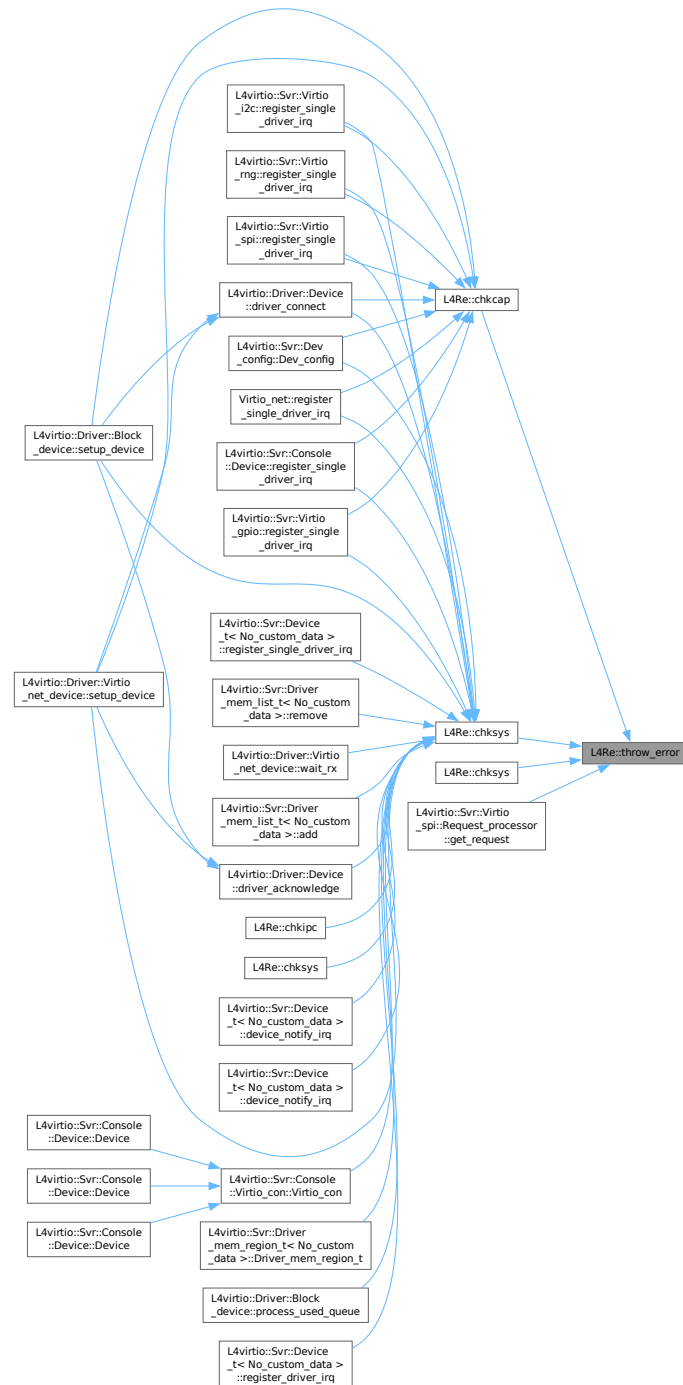 L4virtio::Svr::Virtio
_i2c::register_single
_driver_irq
L4virtio::Svr::Virtio
_rng::register_single
_driver_irq
L4virtio::Svr::Virtio
_spi::register_single
_driver_irq
L4Re::chkcap
L4virtio::Driver::Device
::driver_connect
L4virtio::Svr::Dev
_config::Dev_config
Virtio_net::register
_single_driver_irq
L4virtio::Driver::Block
_device::setup_device
L4virtio::Svr::Console
::Device::register_single
_driver_irq
L4virtio::Svr::Virtio
_gpio::register_single
_driver_irq
L4virtio::Svr::Device
_t< No_custom_data >
::register_single_driver_irq
L4virtio::Driver::Virtio
_net_device::setup_device
L4virtio::Svr::Driver
_mem_list_t< No_custom
_data >::remove
L4Re::chksys
L4Re::throw_error
L4virtio::Driver::Virtio
_net_device::wait_rx
L4Re::chksys
L4virtio::Svr::Driver
_mem_list_t< No_custom
_data >::add
L4virtio::Svr::Virtio
_spi::Request_processor
::get_request
L4virtio::Driver::Device
::driver_acknowledge
L4Re::chkipc
L4Re::chksys
L4virtio::Svr::Device
_t< No_custom_data >
::device_notify_irq
L4virtio::Svr::Device
_t< No_custom_data >
::device_notify_irq
L4virtio::Svr::Console
::Device::Device
L4virtio::Svr::Console
::Device::Device
L4virtio::Svr::Console
::Virtio_con::Virtio_con
L4virtio::Svr::Console
::Device::Device
L4virtio::Svr::Driver
_mem_region_t< No_custom
_data >::Driver_mem_region_t
L4virtio::Driver::Block
_device::process_used_queue
L4virtio::Svr::Device
_t< No_custom_data >
::register_driver_irq